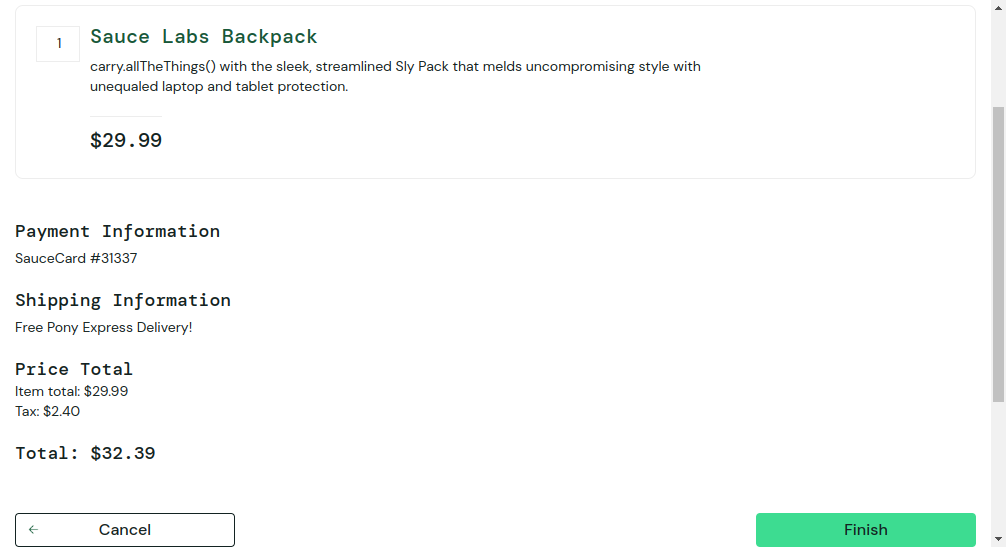 1
Sauce Labs Backpack
carry.allTheThings() with the sleek, streamlined Sly Pack that melds uncompromising style with
unequaled laptop and tablet protection.
$29.99
Payment Information
SauceCard #31337
Shipping Information
Free Pony Express Delivery!
Price Total
Item total: $29.99
Tax: $2.40
Total: $32.39
Cancel
Finish